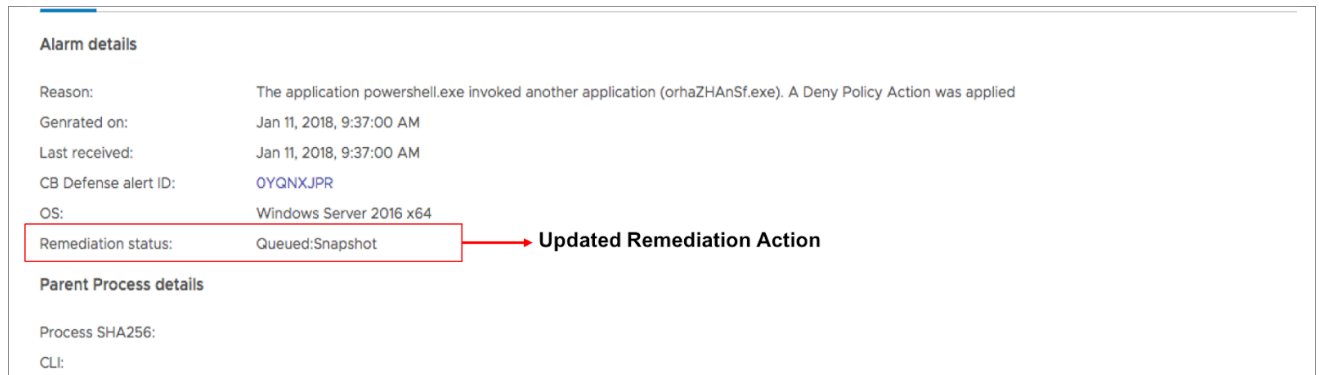 Alarm details
Reason: The application powershell.exe invoked another application (orhaZHAnSf.exe). A Deny Policy Action was applied
Genrated on: Jan 11, 2018, 9:37:00 AM
Last received: Jan 11, 2018, 9:37:00 AM
CB Defense alert ID: 0YQNXJPR
OS: Windows Server 2016 x64
Remediation status: Queued:Snapshot Updated Remediation Action
Parent Process details
Process SHA256:
CLI: